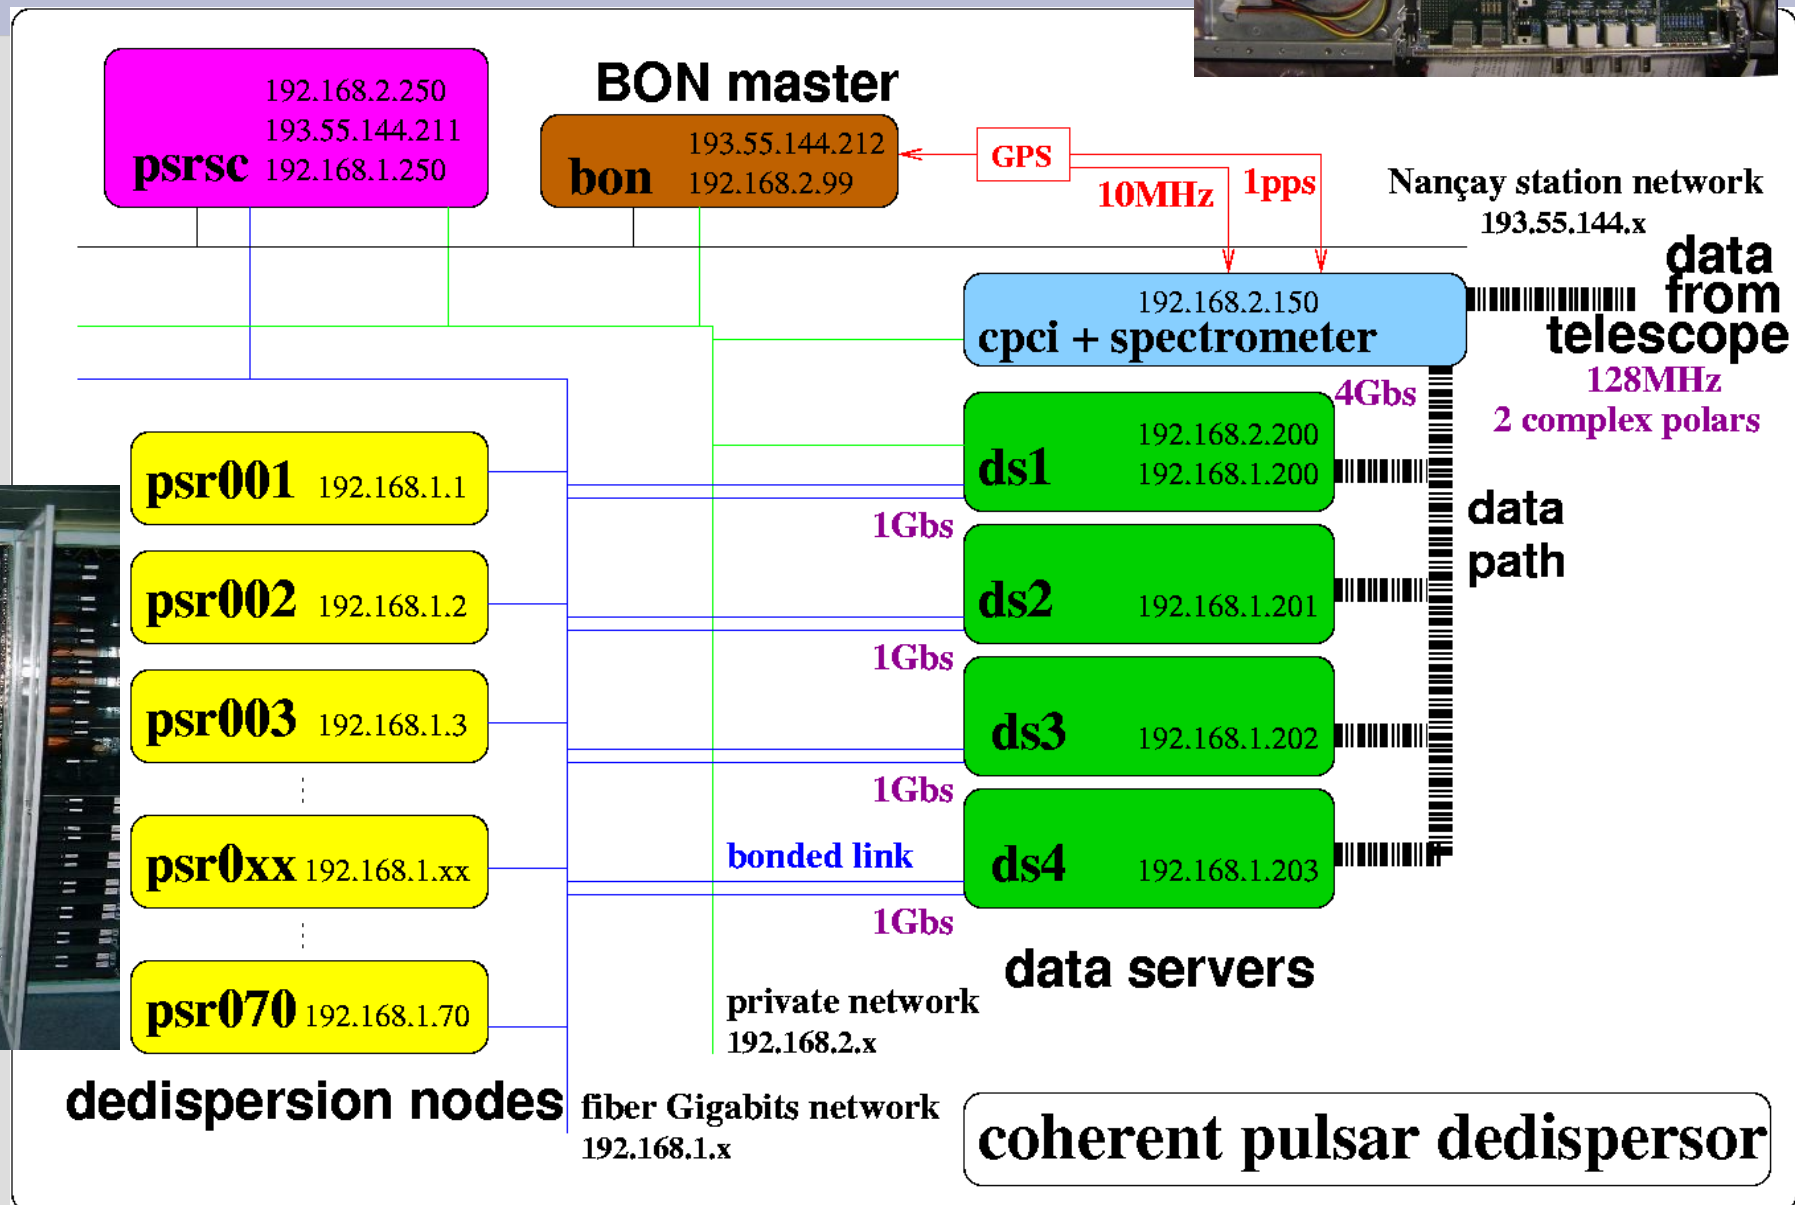 192.168.2.250
193.55.144.211
psrsc 192.168.1.250
BON master
193.55.144.212
bon 192.168.2.99
GPS
10MHz
1pps
Nançay station network
193.55.144.x
data
from
telescope
128MHz
2 complex polars
192.168.2.150
cpci + spectrometer
4Gbs
data
path
psr001 192.168.1.1
psr002 192.168.1.2
psr003 192.168.1.3
psr0xx 192.168.1.xx
psr070 192.168.1.70
dedispersion nodes
192.168.2.200
ds1 192.168.1.200
1Gbs
ds2 192.168.1.201
1Gbs
ds3 192.168.1.202
1Gbs
bonded link
ds4 192.168.1.203
1Gbs
data servers
private network
192.168.2.x
fiber Gigabits network
192.168.1.x
coherent pulsar dedispersor